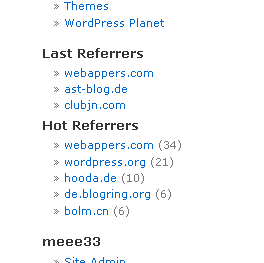 » Themes
» WordPress Planet
Last Referrers
» webappers.com
» ast-blog.de
» clubjn.com
Hot Referrers
» webappers.com (34)
» wordpress.org (21)
» hooda.de (10)
» de.blogring.org (6)
» bolm.cn (6)
meee33
» Site Admin